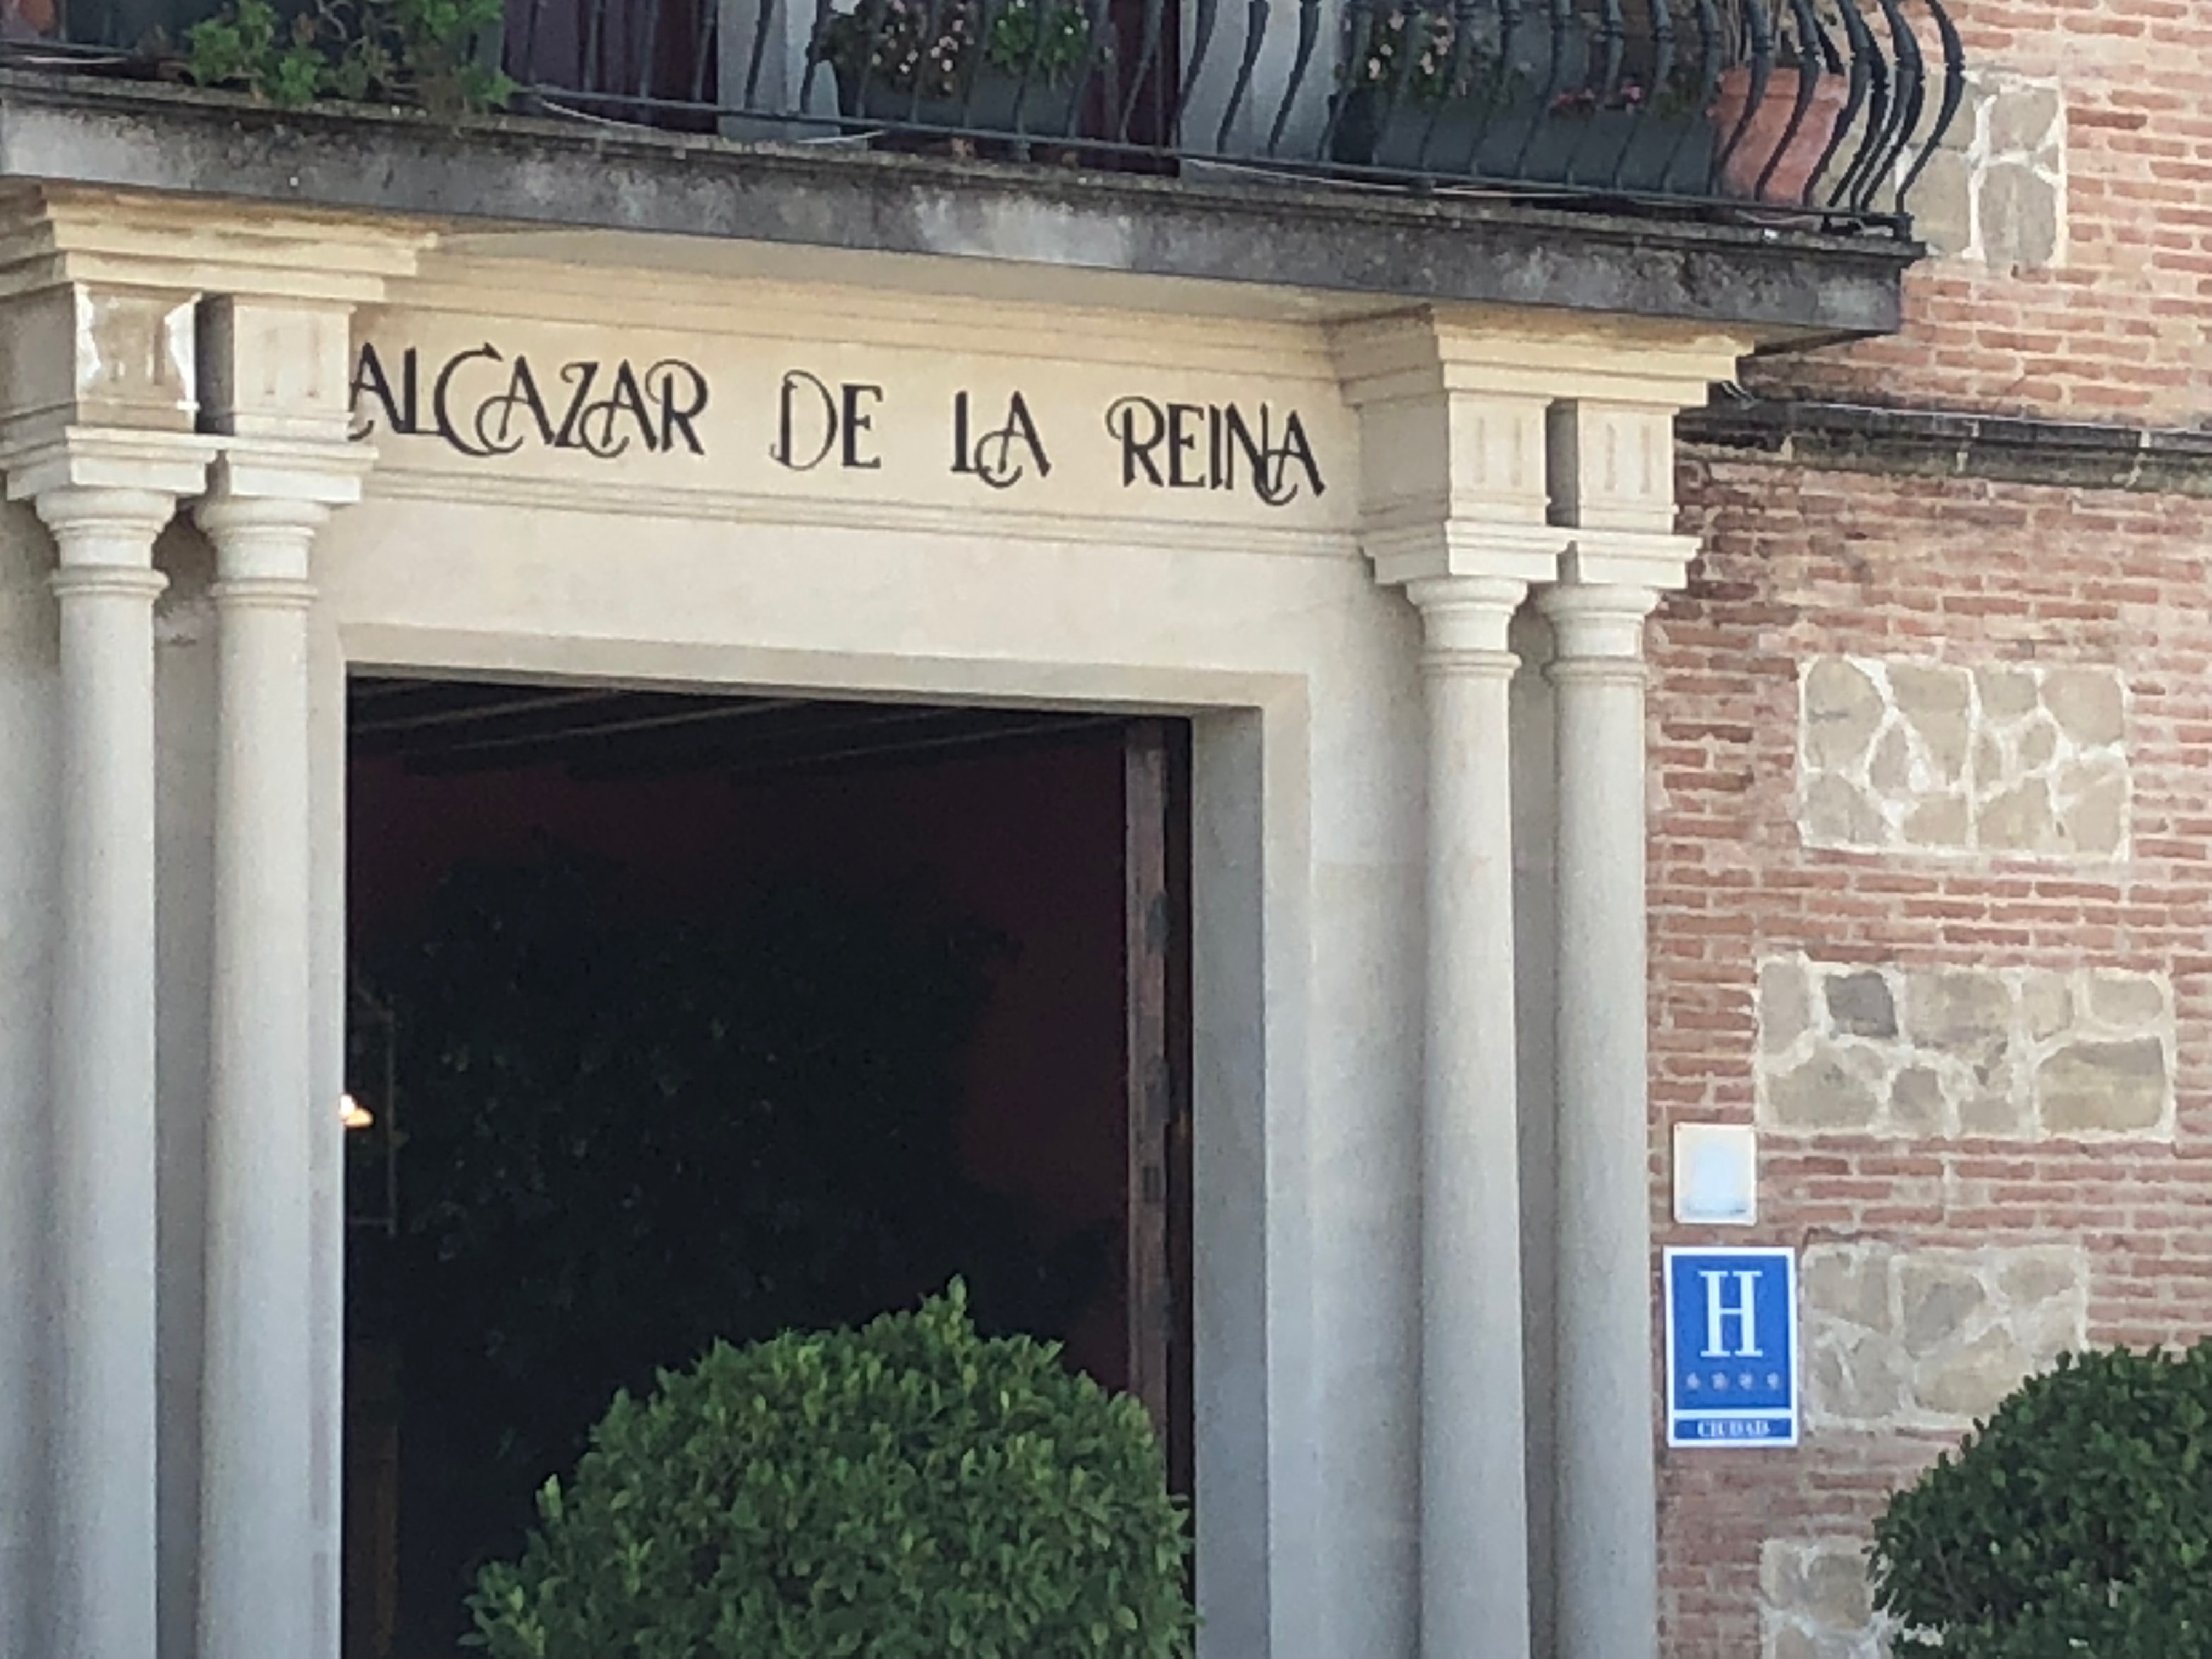 ALCAZAR DE LA REINA
H
CIUDAD